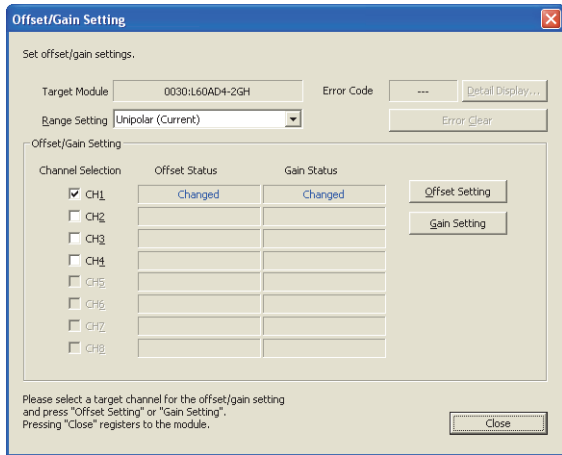 Offset/Gain Setting
Set offset/gain settings.
Target Module 0030:L60AD4-2GH Error Code --- Detail Display...
Range Setting Unipolar (Current) Error Clear
Offset/Gain Setting
Channel Selection Offset Status Gain Status
CH1 Changed Changed Offset Setting
CH2 Gain Setting
CH3
CH4
CH5
CH6
CH7
CH8
Please select a target channel for the offset/gain setting
and press "Offset Setting" or "Gain Setting".
Pressing "Close" registers to the module.
Close